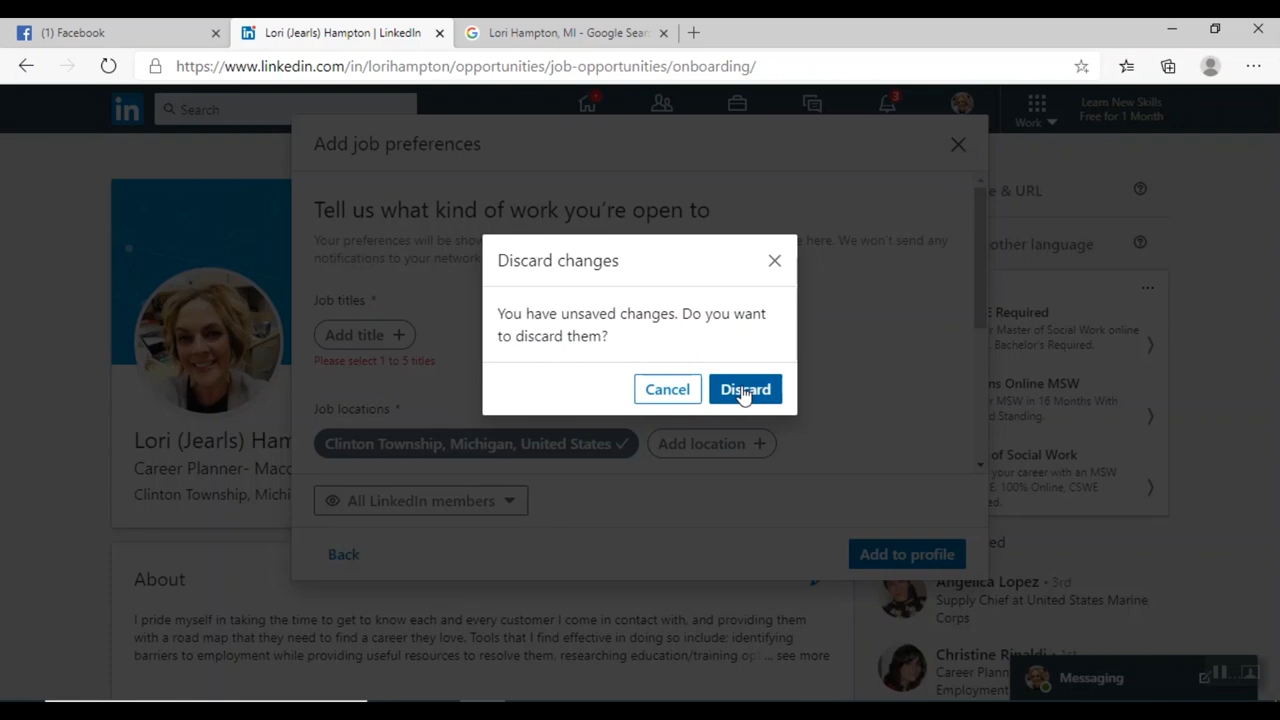 (1) Facebook
Lori (Jearls) Hampton | LinkedIn
Lori Hampton, MI - Google Sear
https://www.linkedin.com/in/lorihampton/opportunities/job-opportunities/onboarding/
in
Search
3
Work
Learn New Skills
Free for 1 Month
Add job preferences
Tell us what kind of work you're open to
Your preferences will be show
e here. We won't send any
notifications to your network
Job titles *
Add title +
Please select 1 to 5 titles
Job locations *
Clinton Township, Michigan, United States
Add location +
All LinkedIn members
Back
Add to profile
Discard changes
You have unsaved changes. Do you want
to discard them?
Cancel
Discard
e & URL
nother language
E Required
r Master of Social Work online
. Bachelor's Required.
ns Online MSW
r MSW in 16 Months With
Standing.
of Social Work
your career with an MSW
E: 100% Online, CSWE
ed.
Lori (Jearls) Ham
Career Planner- Maco
Clinton Township, Michi
About
I pride myself in taking the time to get to know each and every customer I come in contact with, and providing them
with a road map that they need to find a career they love. Tools that I find effective in doing so include: identifying
barriers to employment while providing useful resources to resolve them, researching education/training op ... see more
ed
Angelica Lopez • 3rd
Supply Chief at United States Marine
Corps
Christine Rinaldi • 1st
Career Plann
Employment
Messaging